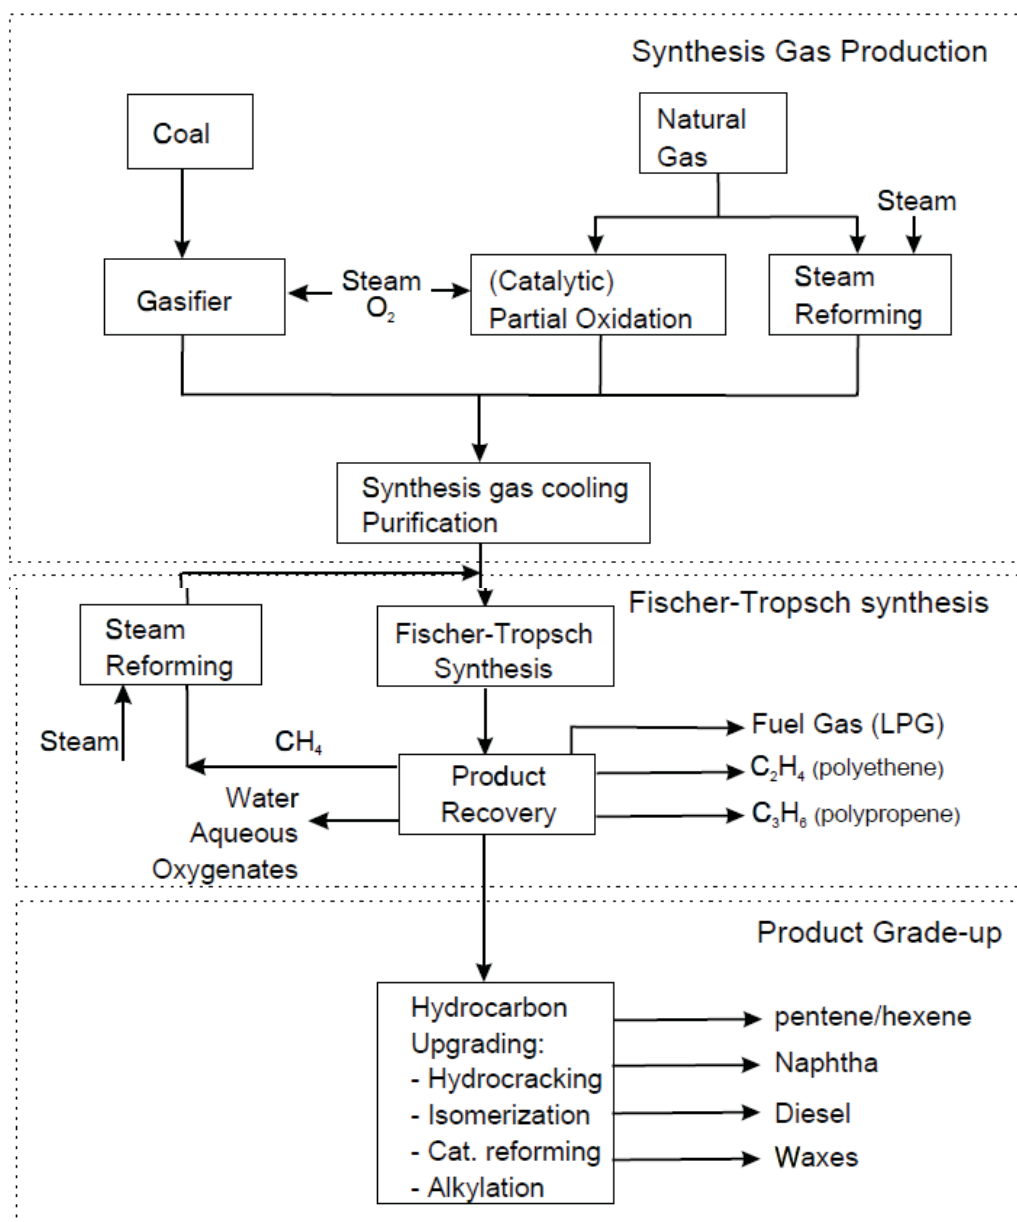 Synthesis Gas Production
Coal
Natural
Gas
Steam
Gasifier
Steam
O₂
(Catalytic)
Partial Oxidation
Steam
Reforming
Synthesis gas cooling
Purification
Fischer-Tropsch synthesis
Steam
Reforming
Fischer-Tropsch
Synthesis
Steam
CH₄
Product
Recovery
Fuel Gas (LPG)
C₂H₄ (polyethene)
C₃H₆ (polypropene)
Water
Aqueous
Oxygenates
Product Grade-up
Hydrocarbon
Upgrading:
- Hydrocracking
- Isomerization
- Cat. reforming
- Alkylation
pentene/hexene
Naphtha
Diesel
Waxes